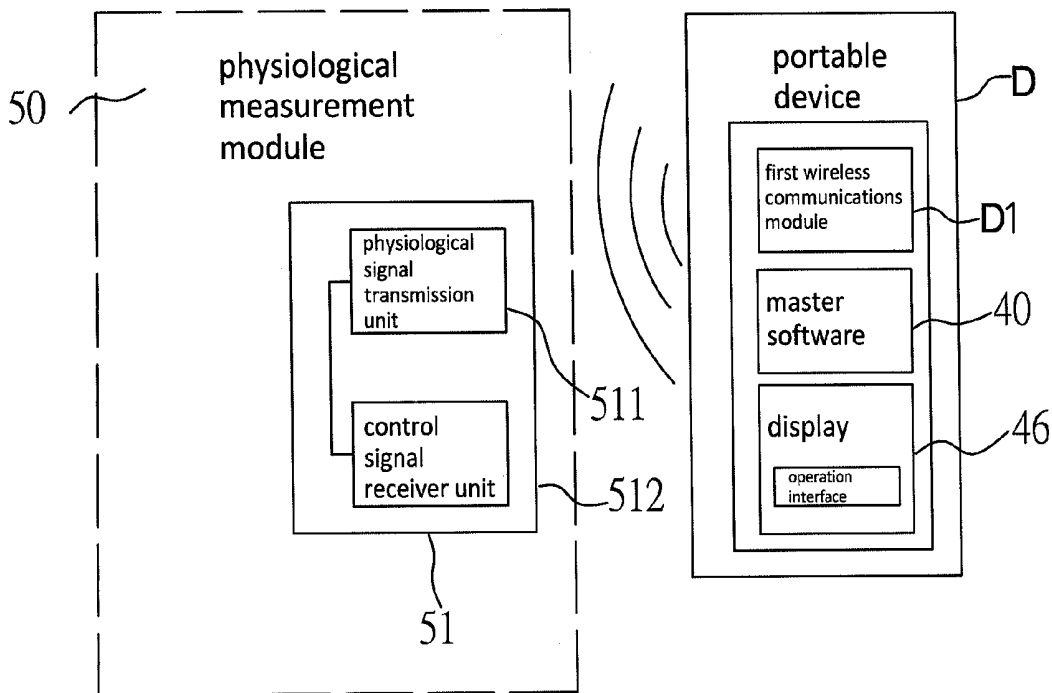 physiological
measurement
module
50
physiological
signal
transmission
unit
511
control
signal
receiver unit
512
51
portable
device
D
first wireless
communications
module
D1
master
software
40
display
46
operation
interface